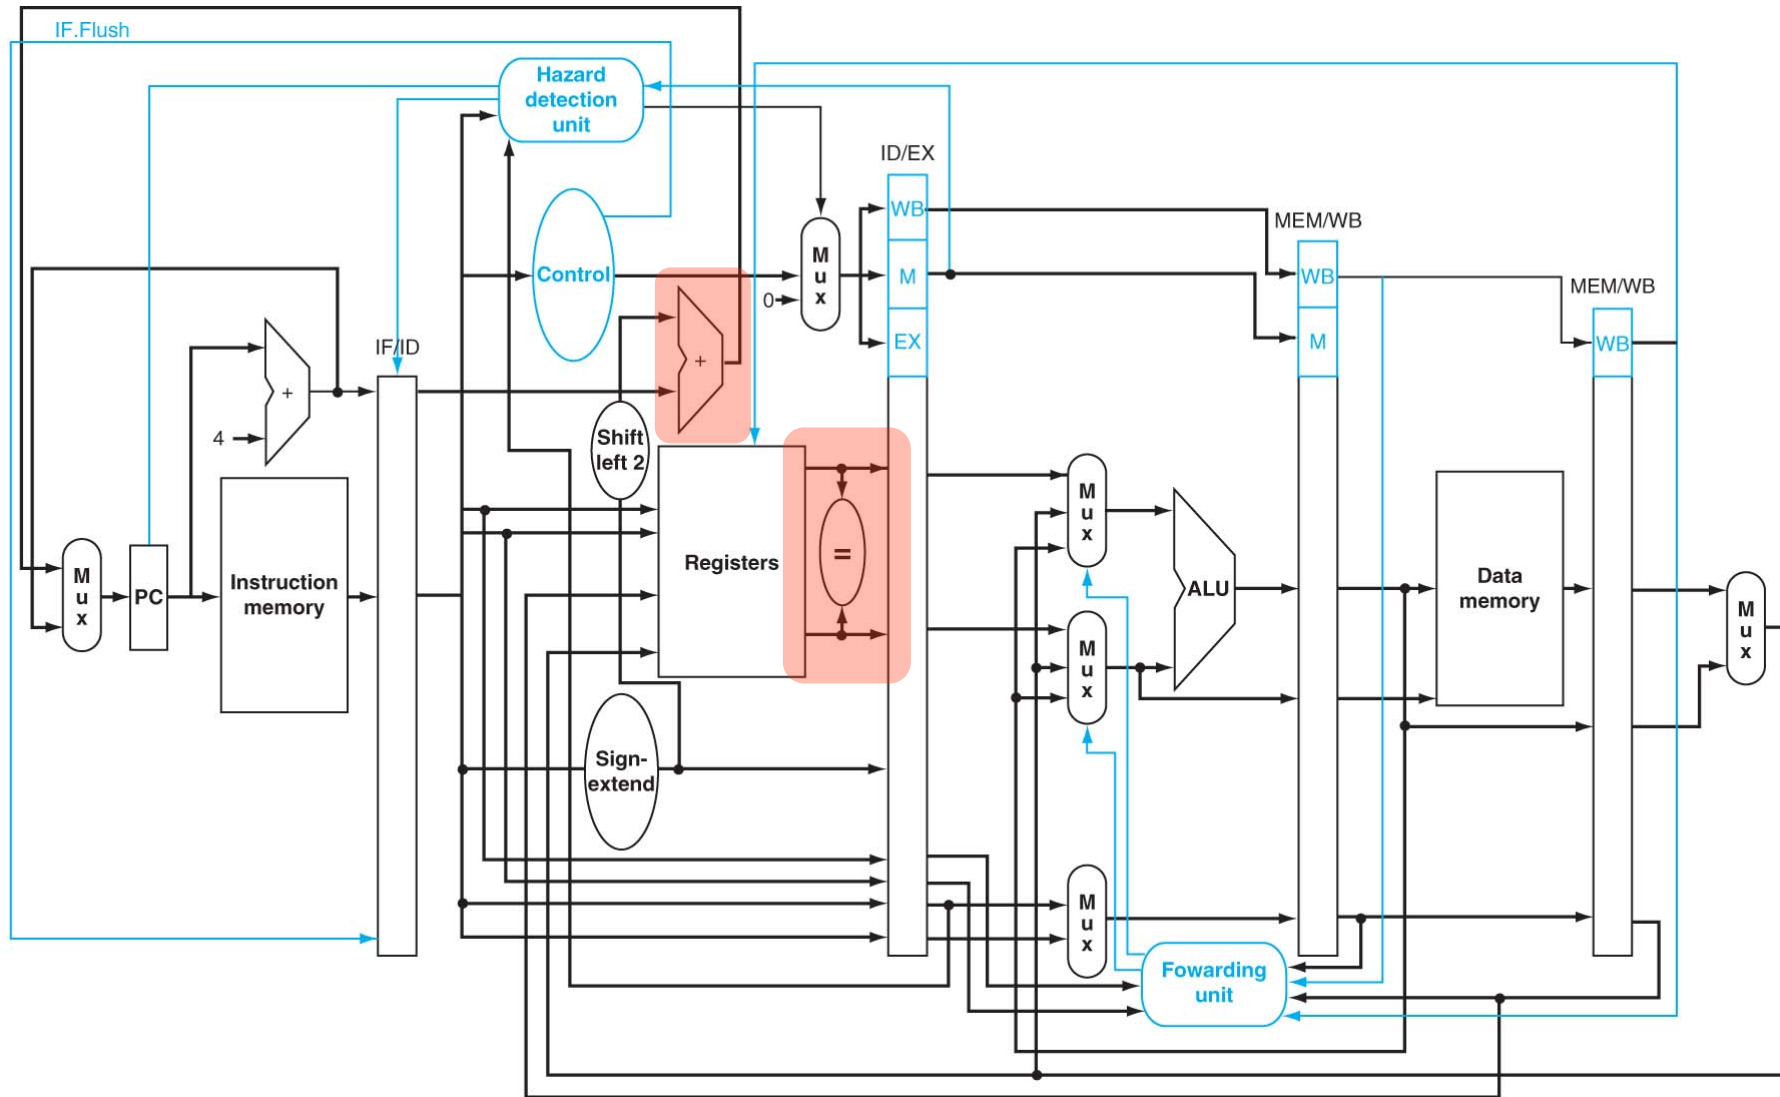 IF.Flush
Hazard
detection
unit
ID/EX
WB
M
EX
Control
0
M
u
x
MEM/WB
WB
M
MEM/WB
WB
IF/ID
+
4
+
Shift
left 2
M
u
x
PC
Instruction
memory
Registers
=
M
u
x
ALU
Data
memory
M
u
x
M
u
x
Sign-
extend
M
u
x
Fowarding
unit